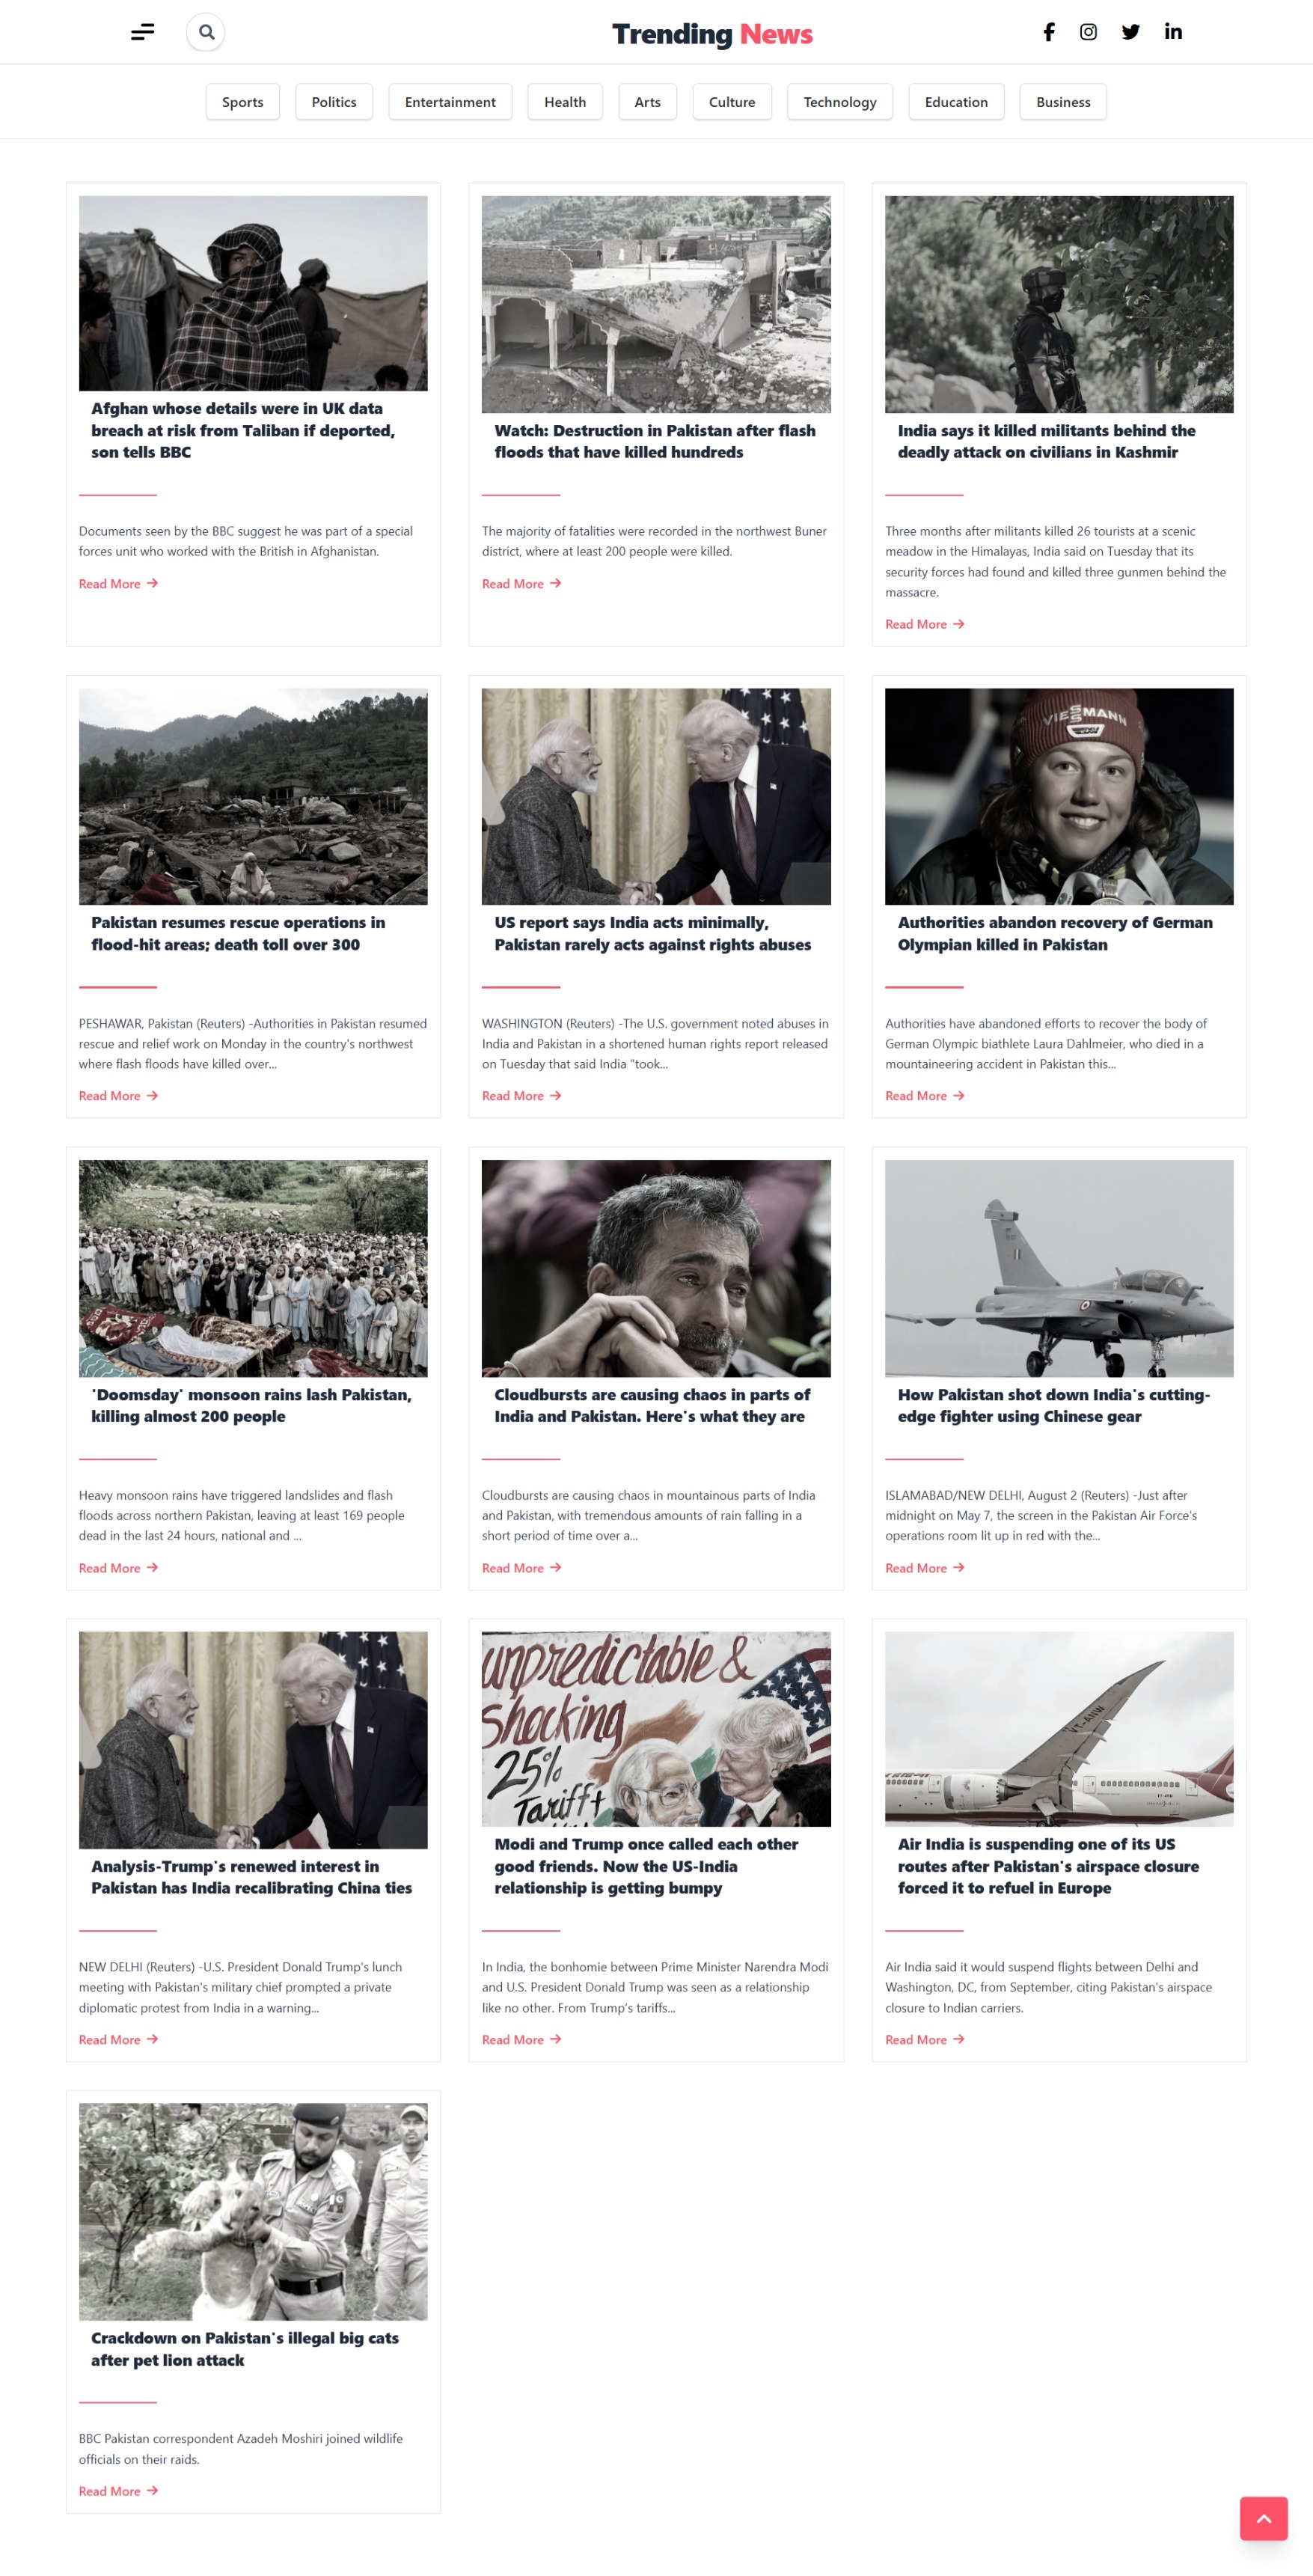 Trending News
Sports
Politics
Entertainment
Health
Arts
Culture
Technology
Education
Business
Afghan whose details were in UK data
breach at risk from Taliban if deported,
son tells BBC
Documents seen by the BBC suggest he was part of a special
forces unit who worked with the British in Afghanistan.
Read More
Watch: Destruction in Pakistan after flash
floods that have killed hundreds
The majority of fatalities were recorded in the northwest Buner
district, where at least 200 people were killed.
Read More
India says it killed militants behind the
deadly attack on civilians in Kashmir
Three months after militants killed 26 tourists at a scenic
meadow in the Himalayas, India said on Tuesday that its
security forces had found and killed three gunmen behind the
massacre.
Read More
Pakistan resumes rescue operations in
flood-hit areas; death toll over 300
PESHAWAR, Pakistan (Reuters) -Authorities in Pakistan resumed
rescue and relief work on Monday in the country's northwest
where flash floods have killed over...
Read More
US report says India acts minimally,
Pakistan rarely acts against rights abuses
WASHINGTON (Reuters) -The U.S. government noted abuses in
India and Pakistan in a shortened human rights report released
on Tuesday that said India "took...
Read More
VIESSMANN
Authorities abandon recovery of German
Olympian killed in Pakistan
Authorities have abandoned efforts to recover the body of
German Olympic biathlete Laura Dahlmeier, who died in a
mountaineering accident in Pakistan this...
Read More
'Doomsday' monsoon rains lash Pakistan,
killing almost 200 people
Heavy monsoon rains have triggered landslides and flash
floods across northern Pakistan, leaving at least 169 people
dead in the last 24 hours, national and ...
Read More
Cloudbursts are causing chaos in parts of
India and Pakistan. Here's what they are
Cloudbursts are causing chaos in mountainous parts of India
and Pakistan, with tremendous amounts of rain falling in a
short period of time over a...
Read More
How Pakistan shot down India's cutting-
edge fighter using Chinese gear
ISLAMABAD/NEW DELHI, August 2 (Reuters) -Just after
midnight on May 7, the screen in the Pakistan Air Force's
operations room lit up in red with the...
Read More
Analysis-Trump's renewed interest in
Pakistan has India recalibrating China ties
NEW DELHI (Reuters) -U.S. President Donald Trump's lunch
meeting with Pakistan's military chief prompted a private
diplomatic protest from India in a warning...
Read More
unpredictable &
shocking
25%
Tariff
Modi and Trump once called each other
good friends. Now the US-India
relationship is getting bumpy
In India, the bonhomie between Prime Minister Narendra Modi
and U.S. President Donald Trump was seen as a relationship
like no other. From Trump's tariffs...
Read More
VT-ANW
Air India is suspending one of its US
routes after Pakistan's airspace closure
forced it to refuel in Europe
Air India said it would suspend flights between Delhi and
Washington, DC, from September, citing Pakistan's airspace
closure to Indian carriers.
Read More
Crackdown on Pakistan's illegal big cats
after pet lion attack
BBC Pakistan correspondent Azadeh Moshiri joined wildlife
officials on their raids.
Read More